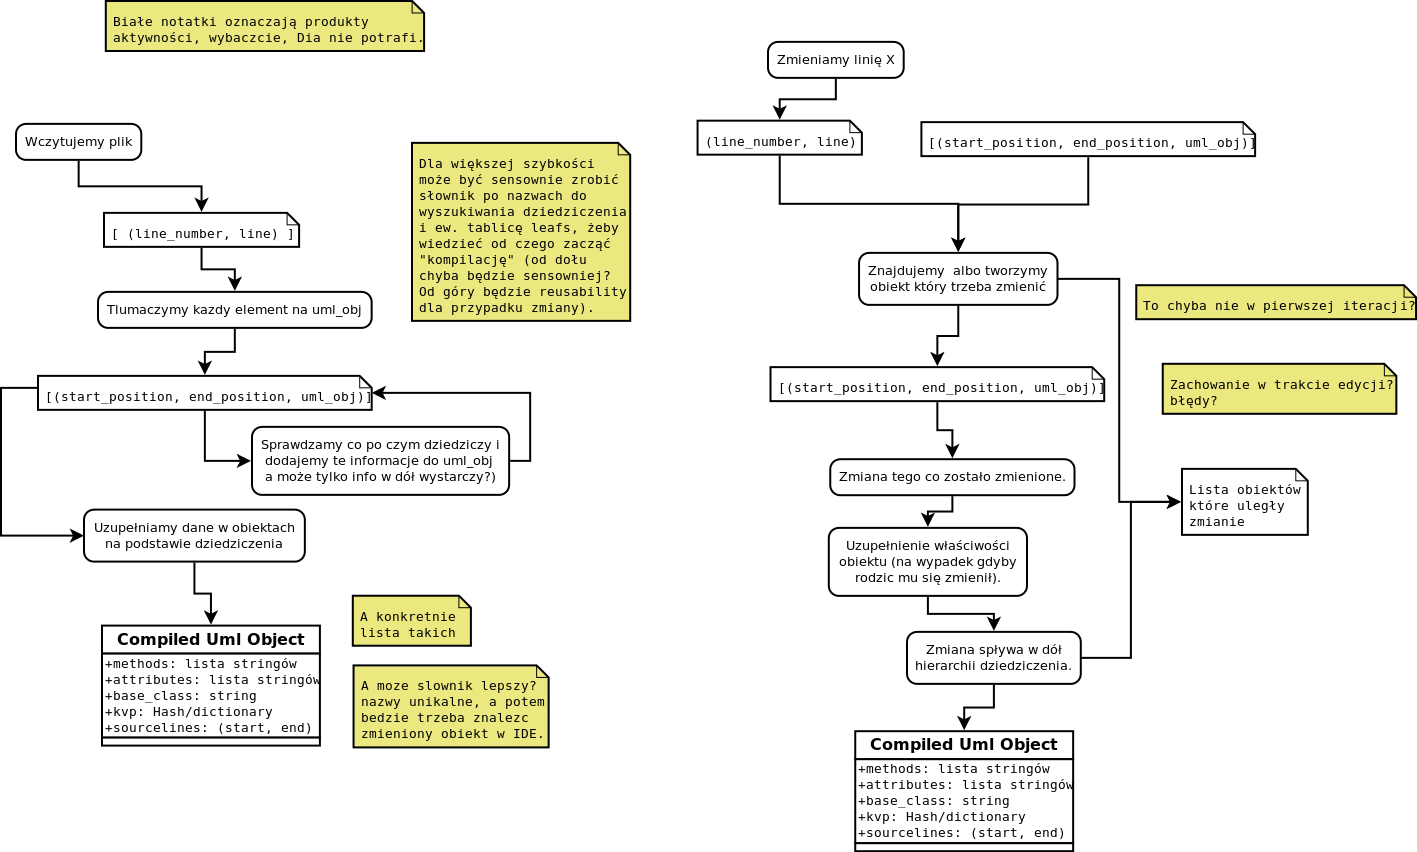 Białe notatki oznaczają produkty
aktywności, wybaczcie, Dia nie potrafi.
Wczytujemy plik
[ (line_number, line) ]
Tlumaczymy kazdy element na uml_obj
[(start_position, end_position, uml_obj)]
Sprawdzamy co po czym dziedziczy i
dodajemy te informacje do uml_obj
a może tylko info w dół wystarczy?)
Uzupełniamy dane w obiektach
na podstawie dziedziczenia
Compiled Uml Object
+methods: lista stringów
+attributes: lista stringów
+base_class: string
+kvp: Hash/dictionary
+sourcelines: (start, end)
Dla większej szybkości
może być sensownie zrobić
słownik po nazwach do
wyszukiwania dziedziczenia
i ew. tablicę leafs, żeby
wiedzieć od czego zacząć
"kompilację" (od dołu
chyba będzie sensowniej?
Od góry będzie reusability
dla przypadku zmiany).
A konkretnie
lista takich
A moze slownik lepszy?
nazwy unikalne, a potem
bedzie trzeba znalezc
zmieniony obiekt w IDE.
Zmieniamy linię X
(line_number, line)
[(start_position, end_position, uml_obj)]
Znajdujemy  albo tworzymy
obiekt który trzeba zmienić
[(start_position, end_position, uml_obj)]
Zmiana tego co zostało zmienione.
Uzupełnienie właściwości
obiektu (na wypadek gdyby
rodzic mu się zmienił).
Zmiana spływa w dół
hierarchii dziedziczenia.
Compiled Uml Object
+methods: lista stringów
+attributes: lista stringów
+base_class: string
+kvp: Hash/dictionary
+sourcelines: (start, end)
To chyba nie w pierwszej iteracji?
Zachowanie w trakcie edycji?
błędy?
Lista obiektów
które uległy
zmianie